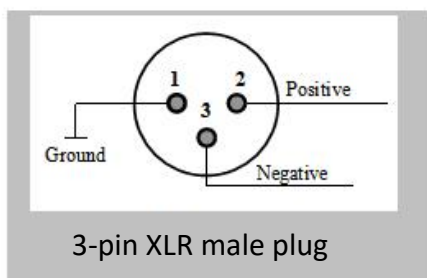 1 2
Positive
3
Ground
Negative
3-pin XLR male plug